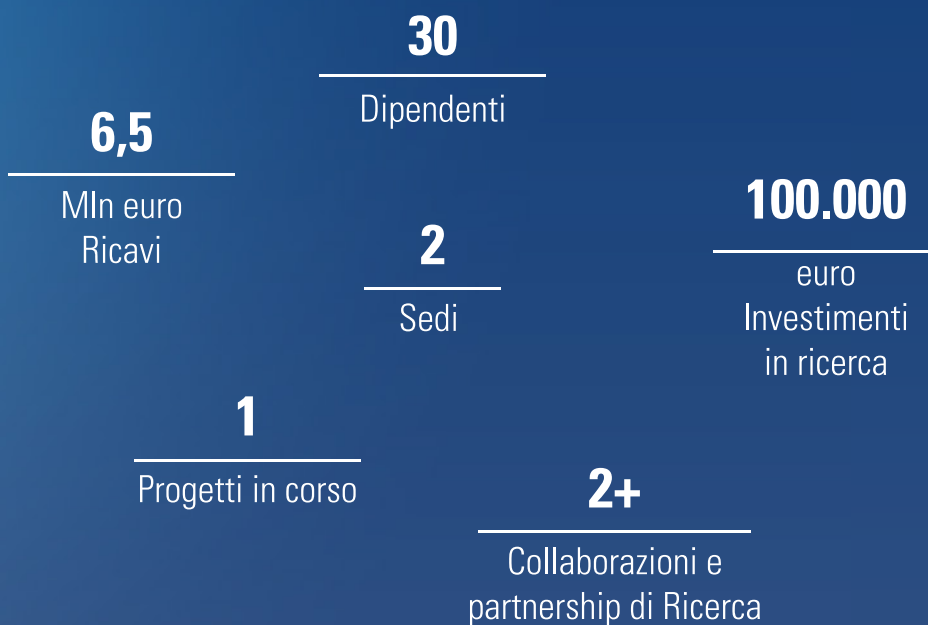 30
Dipendenti
6,5
Mln euro
Ricavi
100.000
euro
Investimenti
in ricerca
2
Sedi
1
Progetti in corso
2+
Collaborazioni e
partnership di Ricerca